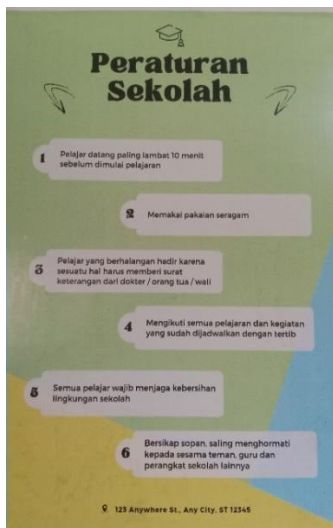 Peraturan
Sekolah
1
Pelajar datang paling lambat 10 menit
sebelum dimulai pelajaran
2
Memakai pakaian seragam
3
Pelajar yang berhalangan hadir karena
sesuatu hal harus memberi surat
keterangan dari dokter / orang tua / wali
4
Mengikuti semua pelajaran dan kegiatan
yang sudah dijadwalkan dengan tertib
5
Semua pelajar wajib menjaga kebersihan
lingkungan sekolah
6
Bersikap sopan, saling menghormati
kepada sesama teman, guru dan
perangkat sekolah lainnya
123 Anywhere St., Any City, ST 12345